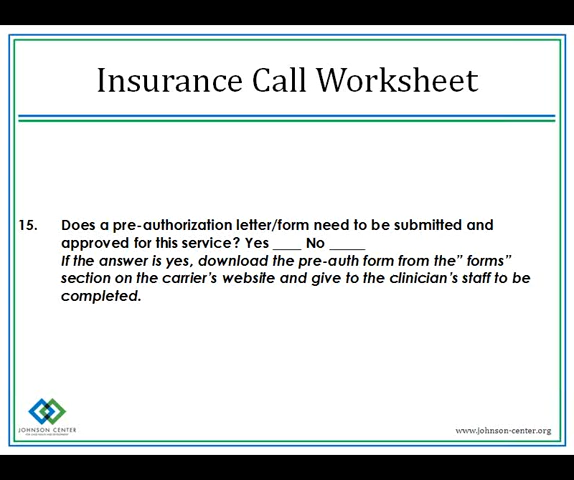 Insurance Call Worksheet
15. Does a pre-authorization letter/form need to be submitted and
approved for this service? Yes ____ No _____
If the answer is yes, download the pre-auth form from the" forms"
section on the carrier's website and give to the clinician's staff to be
completed.
JOHNSON CENTER
www.johnson-center.org